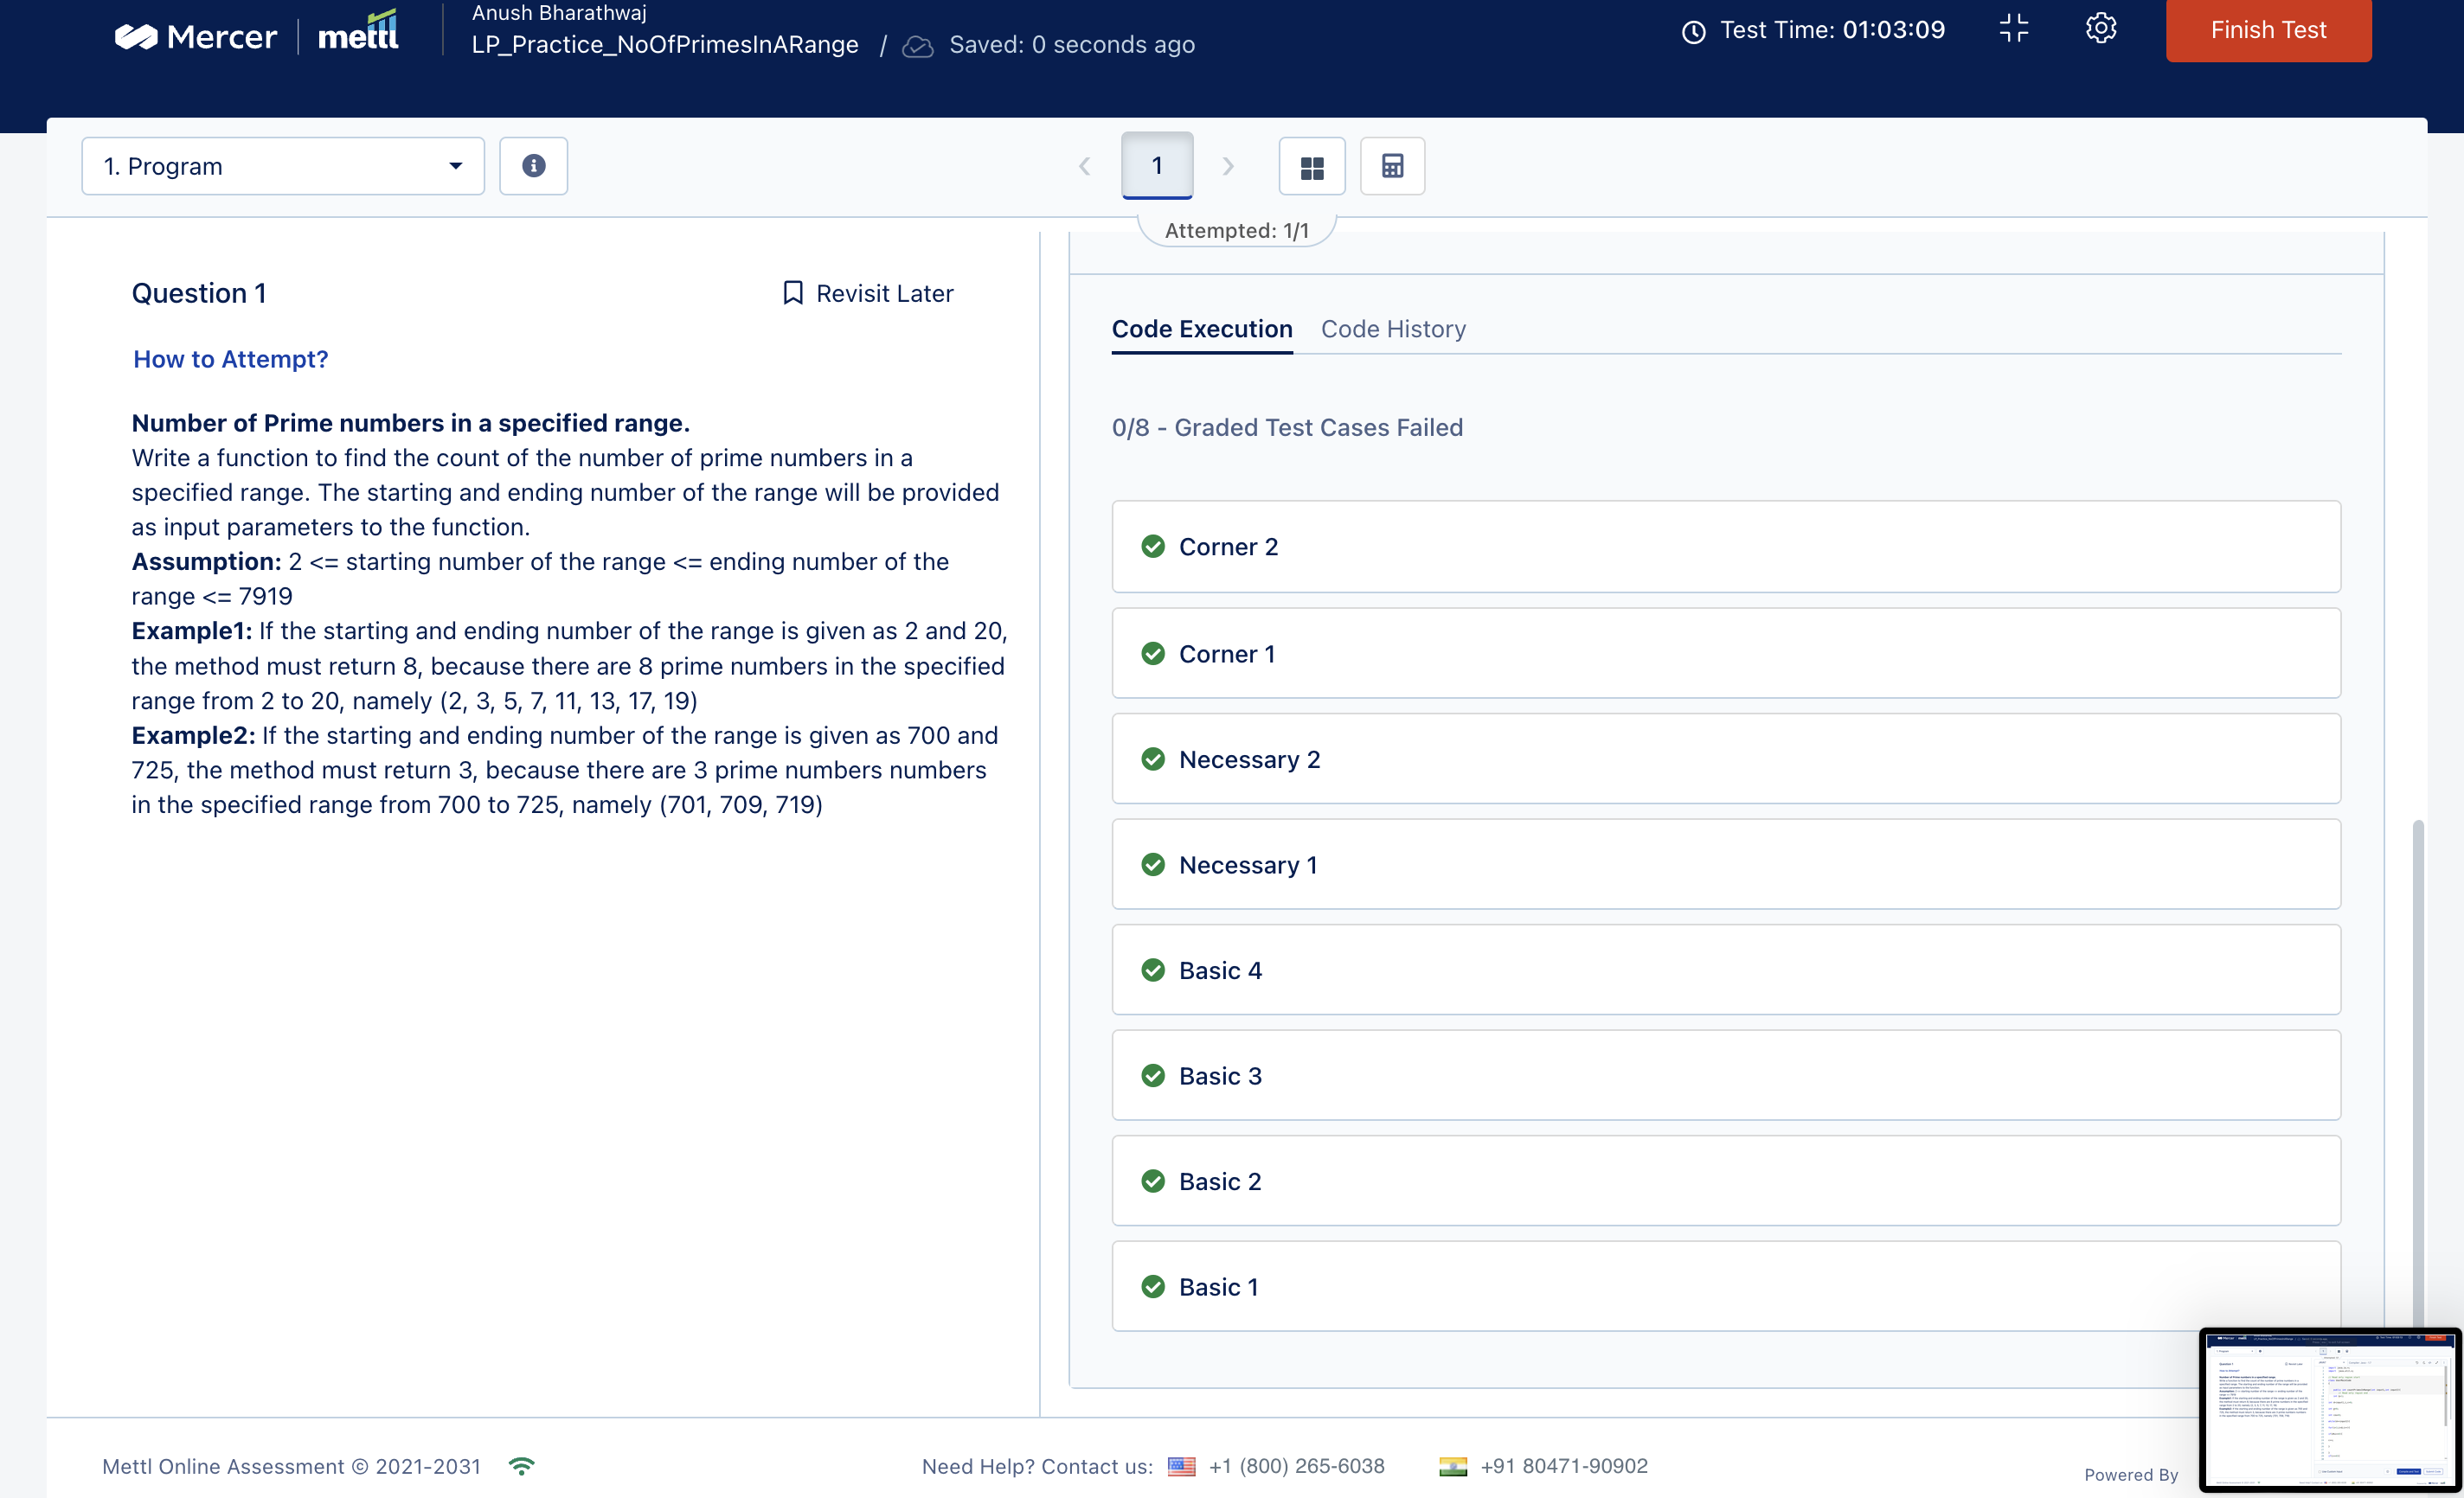 Mercer
mettl
Anush Bharathwaj
LP_Practice_NoOfPrimesInARange / Saved: 0 seconds ago
Test Time: 01:03:09
Finish Test
1. Program
1
Attempted: 1/1
Question 1
Revisit Later
How to Attempt?
Number of Prime numbers in a specified range.
Write a function to find the count of the number of prime numbers in a
specified range. The starting and ending number of the range will be provided
as input parameters to the function.
Assumption: 2 <= starting number of the range <= ending number of the
range <= 7919
Example1: If the starting and ending number of the range is given as 2 and 20,
the method must return 8, because there are 8 prime numbers in the specified
range from 2 to 20, namely (2, 3, 5, 7, 11, 13, 17, 19)
Example2: If the starting and ending number of the range is given as 700 and
725, the method must return 3, because there are 3 prime numbers numbers
in the specified range from 700 to 725, namely (701, 709, 719)
Code Execution
Code History
0/8 - Graded Test Cases Failed
Corner 2
Corner 1
Necessary 2
Necessary 1
Basic 4
Basic 3
Basic 2
Basic 1
Mettl Online Assessment © 2021-2031
Need Help? Contact us: +1 (800) 265-6038 +91 80471-90902
Powered By